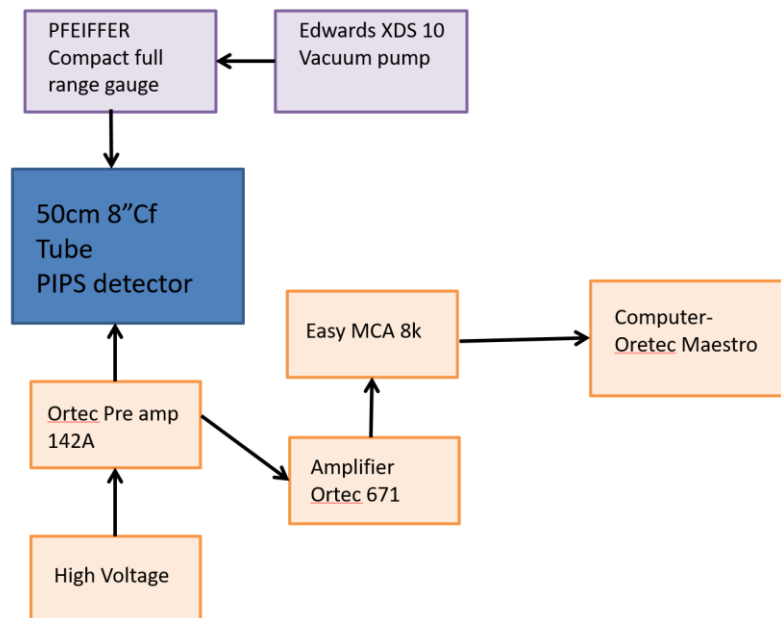 PFEIFFER
Compact full
range gauge
Edwards XDS 10
Vacuum pump
50cm 8”Cf
Tube
PIPS detector
Easy MCA 8k
Computer-
Oretec Maestro
Ortec Pre amp
142A
Amplifier
Ortec 671
High Voltage